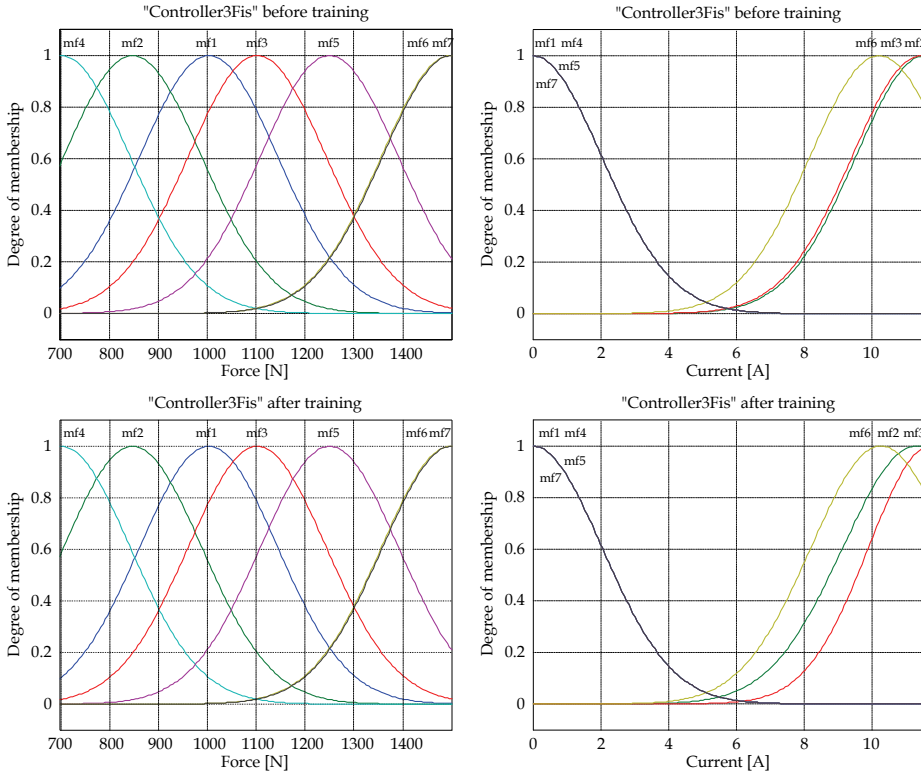 "Controller3Fis" before training
mf4 mf2 mf1 mf3 mf5 mf6 mf7
1
0.8
0.6
0.4
0.2
0
Degree of membership
700 800 900 1000 1100 1200 1300 1400
Force [N]
"Controller3Fis" before training
mf1 mf4
mf5
mf7
mf6 mf3
1
0.8
0.6
0.4
0.2
0
Degree of membership
0 2 4 6 8 10
Current [A]
"Controller3Fis" after training
mf4 mf2 mf1 mf3 mf5 mf6 mf7
1
0.8
0.6
0.4
0.2
0
Degree of membership
700 800 900 1000 1100 1200 1300 1400
Force [N]
"Controller3Fis" after training
mf1 mf4
mf5
mf7
mf6 mf2 mf3
1
0.8
0.6
0.4
0.2
0
Degree of membership
0 2 4 6 8 10
Current [A]